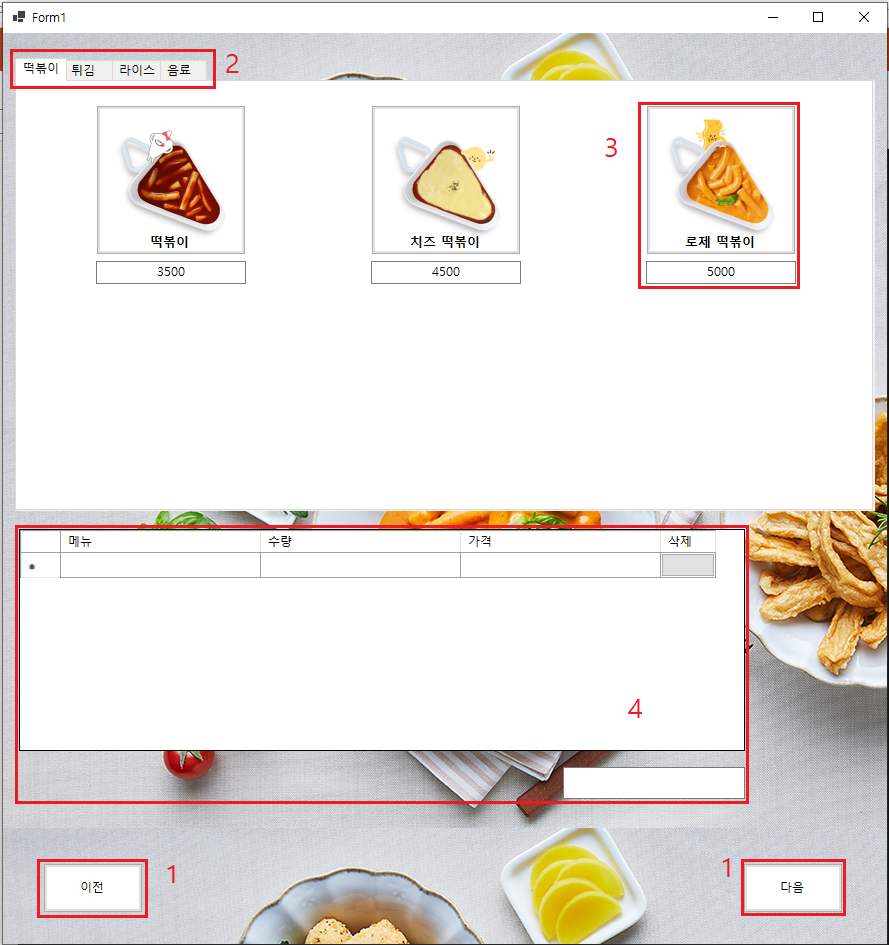 Form1
떡볶이 튀김 라이스 음료 2
3
떡볶이 치즈 떡볶이 로제 떡볶이
3500 4500 5000
메뉴 수량 가격 삭제
4
이전 1 1 다음